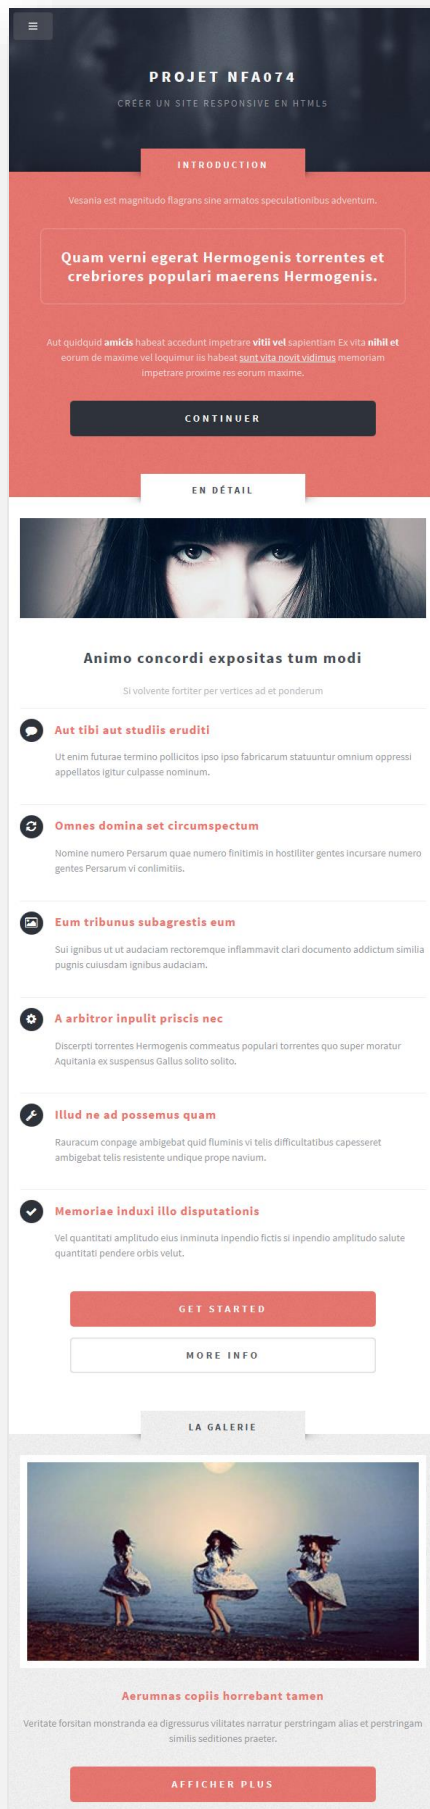 PROJET NFA074
CRÉER UN SITE RESPONSIVE EN HTML5
INTRODUCTION
Vesania est magnitudo flagrans sine armatos speculationibus adventum.
Quam verni egerat Hermogenis torrentes et
crebriores populari maerens Hermogenis.
Aut quidquid amicis habeat accedunt impetrare vitii vel sapientiam Ex vita nihil et
eorum de maxime vel loquimur iis habeat sunt vita novit vidimus memoriam
impetrare proxime res eorum maxime.
CONTINUER
EN DÉTAIL
Animo concordi expositas tum modi
Si volvente fortiter per vertices ad et ponderum
Aut tibi aut studiis eruditi
Ut enim futurae termino pollicitos ipso ipso fabricarum statuuntur omnium oppressi
appellatos igitur culpasse nominum.
Omnes domina set circumspectum
Nomine numero Persarum quae numero finitimis in hostiliter gentes incursare numero
gentes Persarum vi conlimitiis.
Eum tribunus subagrestis eum
Sui ignibus ut ut audaciam rectoremque inflammavit clari documento addictum similia
pugnis cuiusdam ignibus audaciam.
A arbitror inpulit priscis nec
Discerpti torrentes Hermogenis commeatus populari torrentes quo super moratur
Aquitania ex suspensus Gallus solito solito.
Illud ne ad possemus quam
Rauracum conpage ambigebat quid fluminis vi telis difficultatibus capesseret
ambigebat telis resistente undique prope navium.
Memoriae induxi illo disputationis
Vel quantitati amplitudo eius inminuta inpendio fictis si inpendio amplitudo salute
quantitati pendere orbis velut.
GET STARTED
MORE INFO
LA GALERIE
Aerumnas copiis horrebant tamen
Veritate forsitan monstranda ea digressurus vilitates narratur perstringam alias et perstringam
similis seditiones praeter.
AFFICHER PLUS